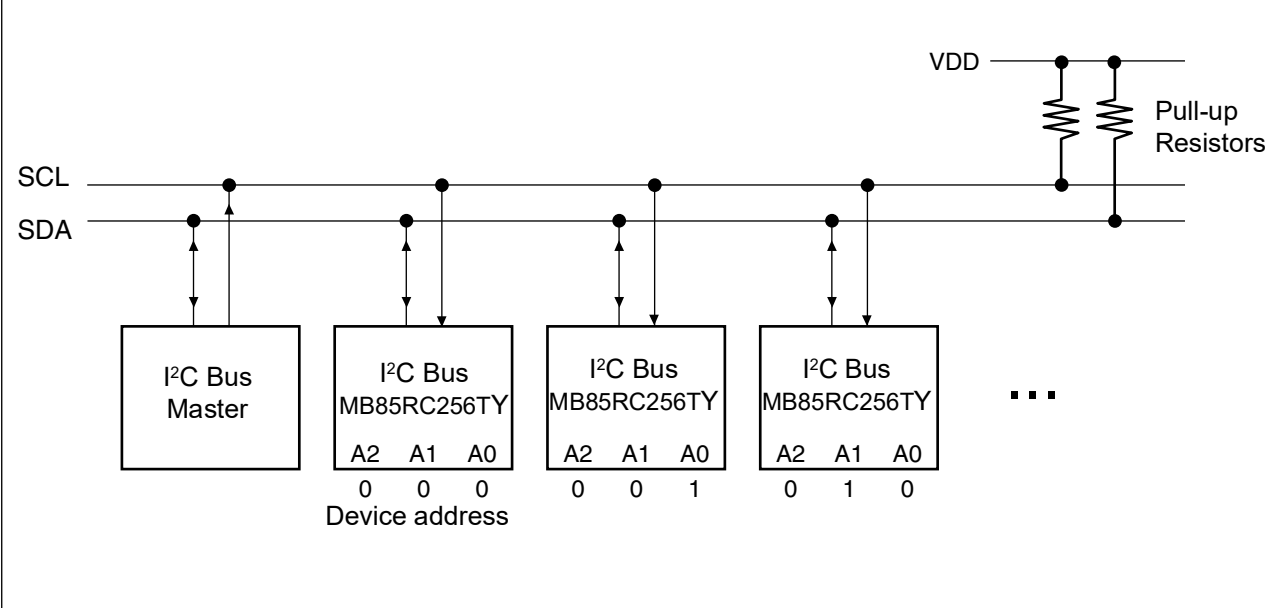 VDD
Pull-up
Resistors
SCL
SDA
I²C Bus
Master
I²C Bus
MB85RC256TY
A2 A1 A0
0 0 0
Device address
I²C Bus
MB85RC256TY
A2 A1 A0
0 0 1
I²C Bus
MB85RC256TY
A2 A1 A0
0 1 0
...